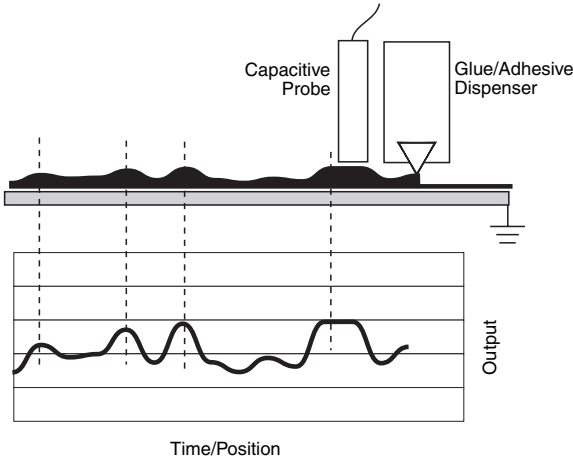 Capacitive
Probe
Glue/Adhesive
Dispenser
Output
Time/Position